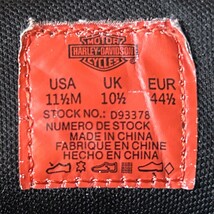 MOTOR
HARLEY-DAVIDSON
CYCLES
USA UK EUR
11½M 10½ 44½
STOCK NO.: D93378
NUMERO DE STOCK
MADE IN CHINA
FABRIQUE EN CHINE
HECHO EN CHINA